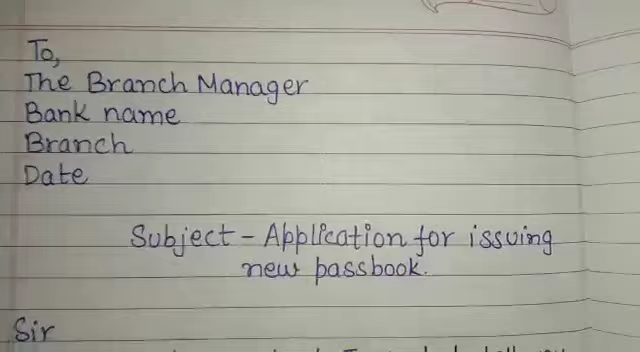 To,
The Branch Manager
Bank name
Branch
Date
Subject - Application for issuing
new passbook.
Sir